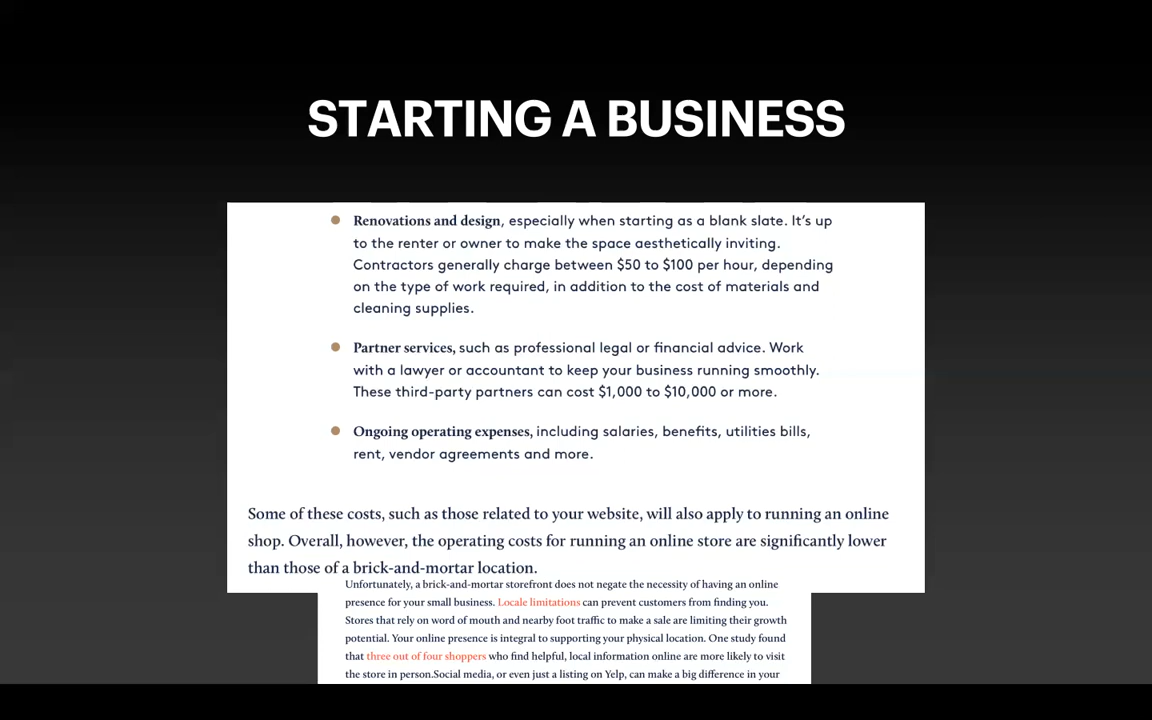 STARTING A BUSINESS
Renovations and design, especially when starting as a blank slate. It’s up
to the renter or owner to make the space aesthetically inviting.
Contractors generally charge between $50 to $100 per hour, depending
on the type of work required, in addition to the cost of materials and
cleaning supplies.
Partner services, such as professional legal or financial advice. Work
with a lawyer or accountant to keep your business running smoothly.
These third-party partners can cost $1,000 to $10,000 or more.
Ongoing operating expenses, including salaries, benefits, utilities bills,
rent, vendor agreements and more.
Some of these costs, such as those related to your website, will also apply to running an online
shop. Overall, however, the operating costs for running an online store are significantly lower
than those of a brick-and-mortar location.
Unfortunately, a brick-and-mortar storefront does not negate the necessity of having an online
presence for your small business. Locale limitations can prevent customers from finding you.
Stores that rely on word of mouth and nearby foot traffic to make a sale are limiting their growth
potential. Your online presence is integral to supporting your physical location. One study found
that three out of four shoppers who find helpful, local information online are more likely to visit
the store in person.Social media, or even just a listing on Yelp, can make a big difference in your